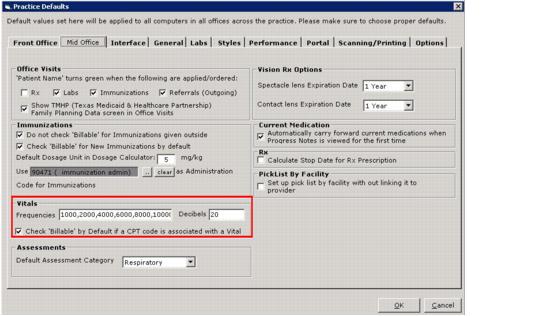 Practice Defaults
Default values set here will be applied to all computers in all offices across the practice. Please make sure to choose proper defaults.
Front Office Mid Office Interface General Labs Styles Performance Portal Scanning/Printing Options
Office Visits
'Patient Name' turns green when the following are applied/ordered:
Rx Labs Immunizations Referrals (Outgoing)
Show TMHP (Texas Medicaid & Healthcare Partnership)
Family Planning Data screen in Office Visits
Immunizations
Do not check 'Billable' for Immunizations given outside
Check 'Billable' for New Immunizations by default
Default Dosage Unit in Dosage Calculator: 5 mg/kg
Use 90471 ( immunization admin) .. clear as Administration
Code for Immunizations
Vitals
Frequencies 1000,2000,4000,6000,8000,1000 Decibels 20
Check 'Billable' by Default if a CPT code is associated with a Vital
Assessments
Default Assessment Category Respiratory
Vision Rx Options
Spectacle lens Expiration Date 1 Year
Contact lens Expiration Date 1 Year
Current Medication
Automatically carry forward current medications when
Progress Notes is viewed for the first time
Rx
Calculate Stop Date for Rx Prescription
PickList By Facility
Set up pick list by facility with out linking it to
provider
OK Cancel